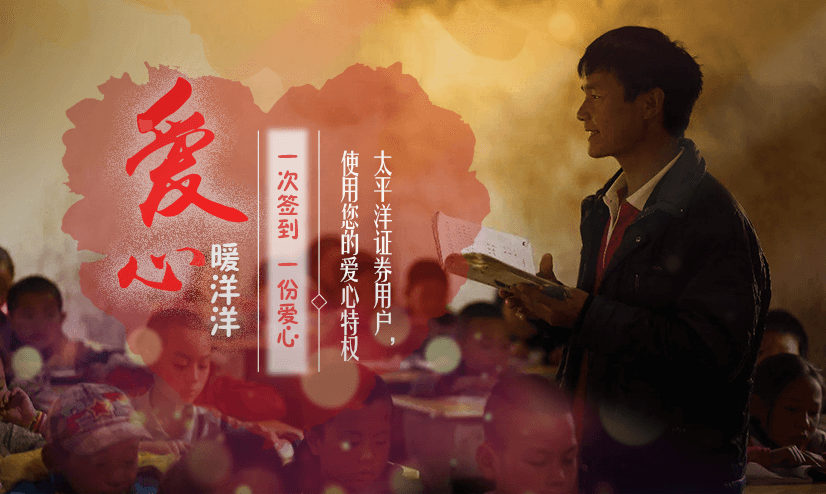 爱心
暖洋洋
一次签到 一份爱心
太平洋证券用户，
使用您的爱心特权